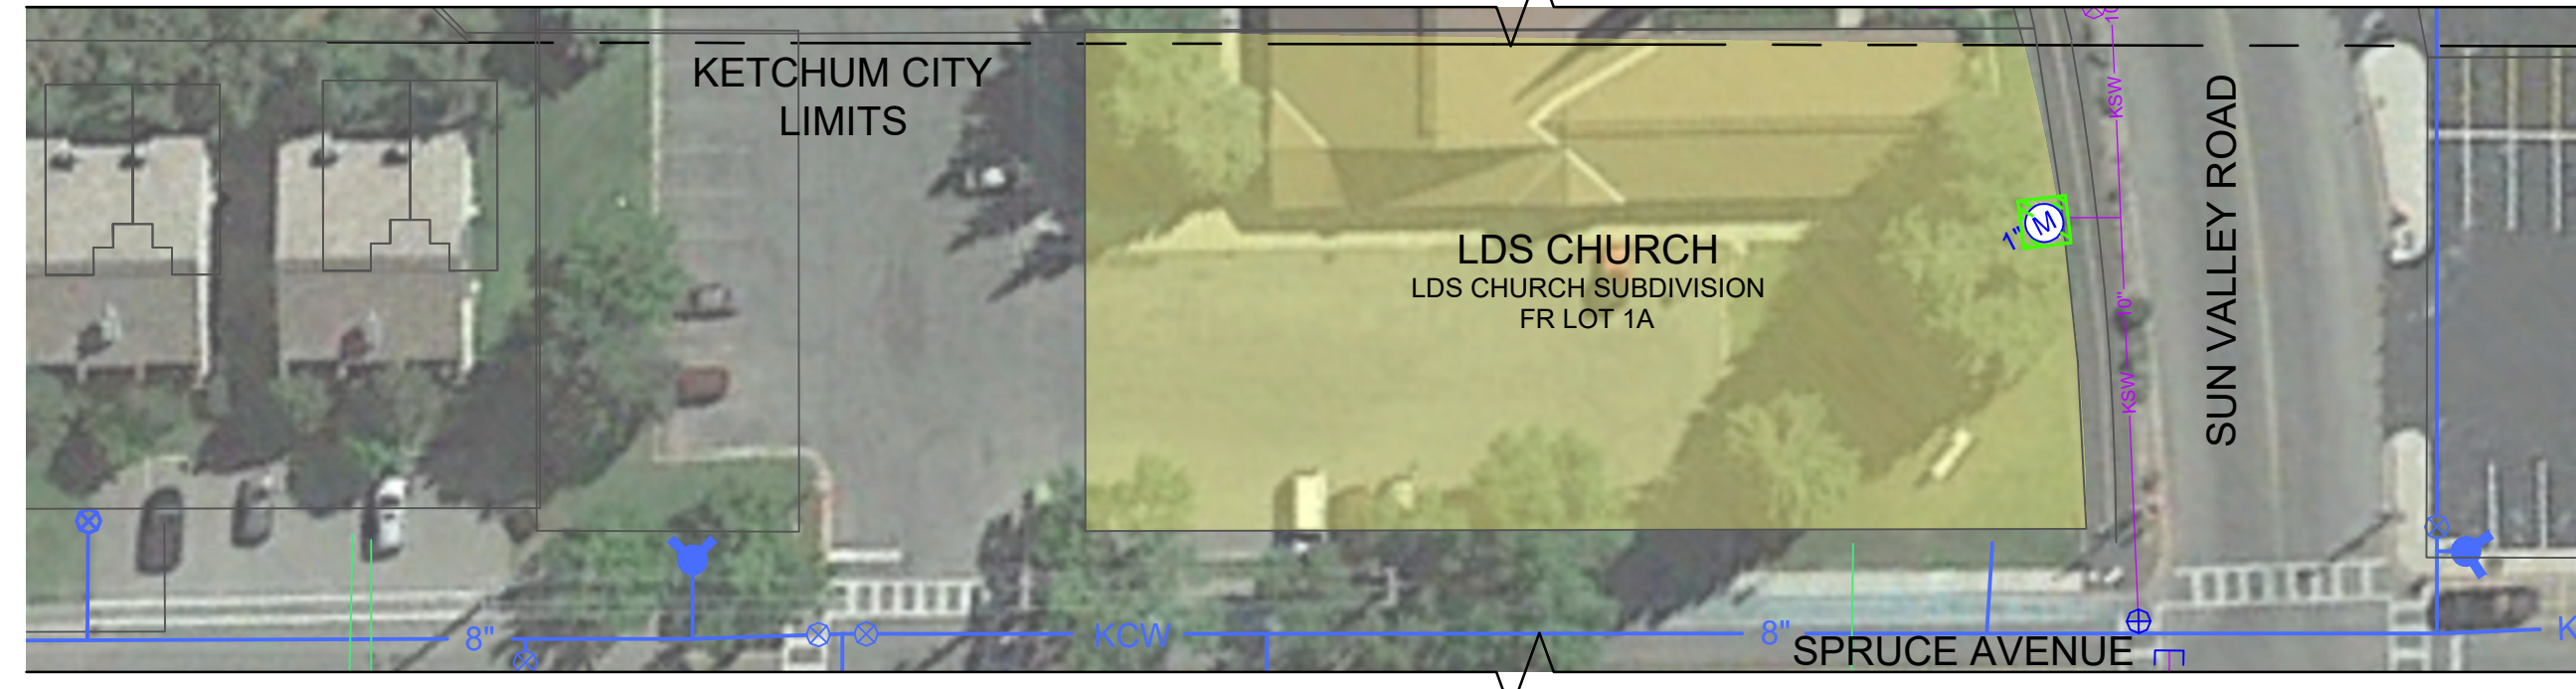 KETCHUM CITY
LIMITS
10"
KSW
SUN VALLEY ROAD
M
1"
LDS CHURCH
LDS CHURCH SUBDIVISION
FR LOT 1A
10"
KSW
8"
KCW
8"
SPRUCE AVENUE
K